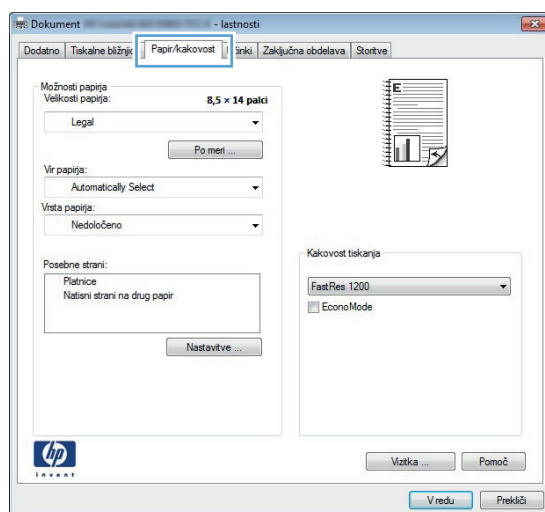 Dokument - lastnosti
Dodatno Tiskalne bližnjic Papir/kakovost Zaključna obdelava Storitve
Možnosti papirja
Velikosti papirja: 8,5 × 14 palci
Legal
Po meri ...
Vir papirja:
Automatically Select
Vrsta papirja:
Nedoločeno
Posebne strani:
Platnice
Natisni strani na drug papir
Nastavitve ...
E
Kakovost tiskanja
FastRes 1200
EconoMode
hp
invent
Vizitka ... Pomoč
V redu Prekliči